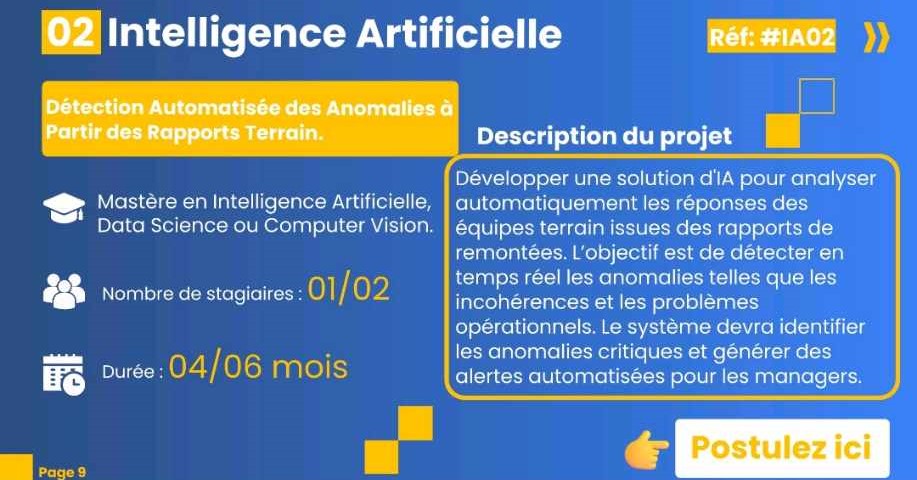 02 Intelligence Artificielle
Réf: #IA02
Détection Automatisée des Anomalies à
Partir des Rapports Terrain.
Mastère en Intelligence Artificielle,
Data Science ou Computer Vision.
Nombre de stagiaires : 01/02
Durée : 04/06 mois
Description du projet
Développer une solution d'IA pour analyser
automatiquement les réponses des
équipes terrain issues des rapports de
remontées. L'objectif est de détecter en
temps réel les anomalies telles que les
incohérences et les problèmes
opérationnels. Le système devra identifier
les anomalies critiques et générer des
alertes automatisées pour les managers.
Postulez ici
Page 9